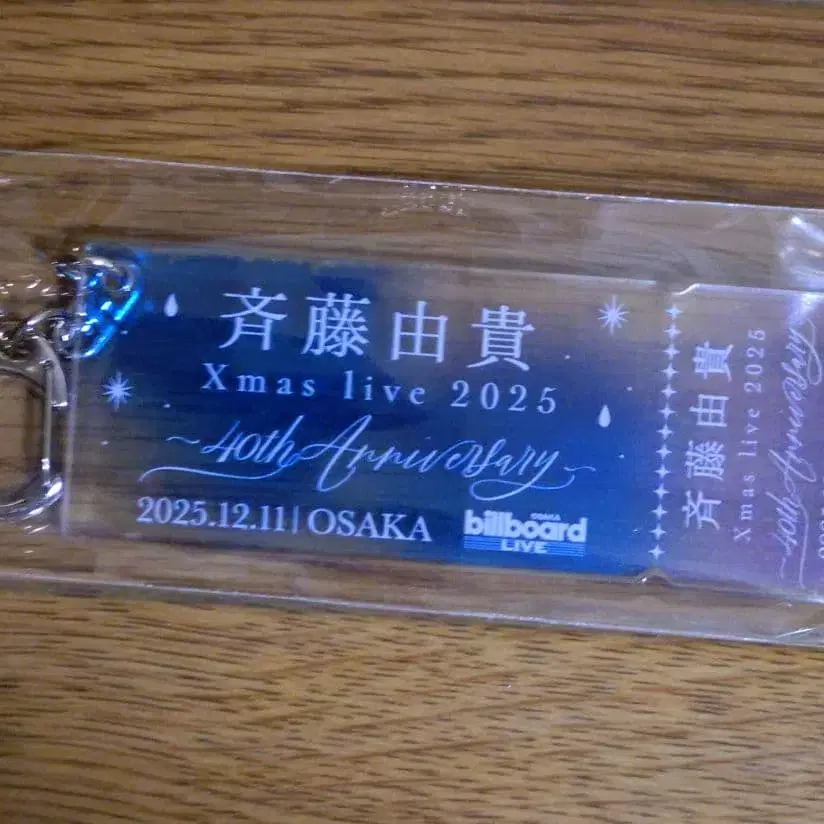 斉藤由貴
Xmas live 2025
~40th Anniversary~
2025.12.11 | OSAKA
OSAKA
billboard
LIVE
斉藤由貴
Xmas live 2025
~40th Anniversary